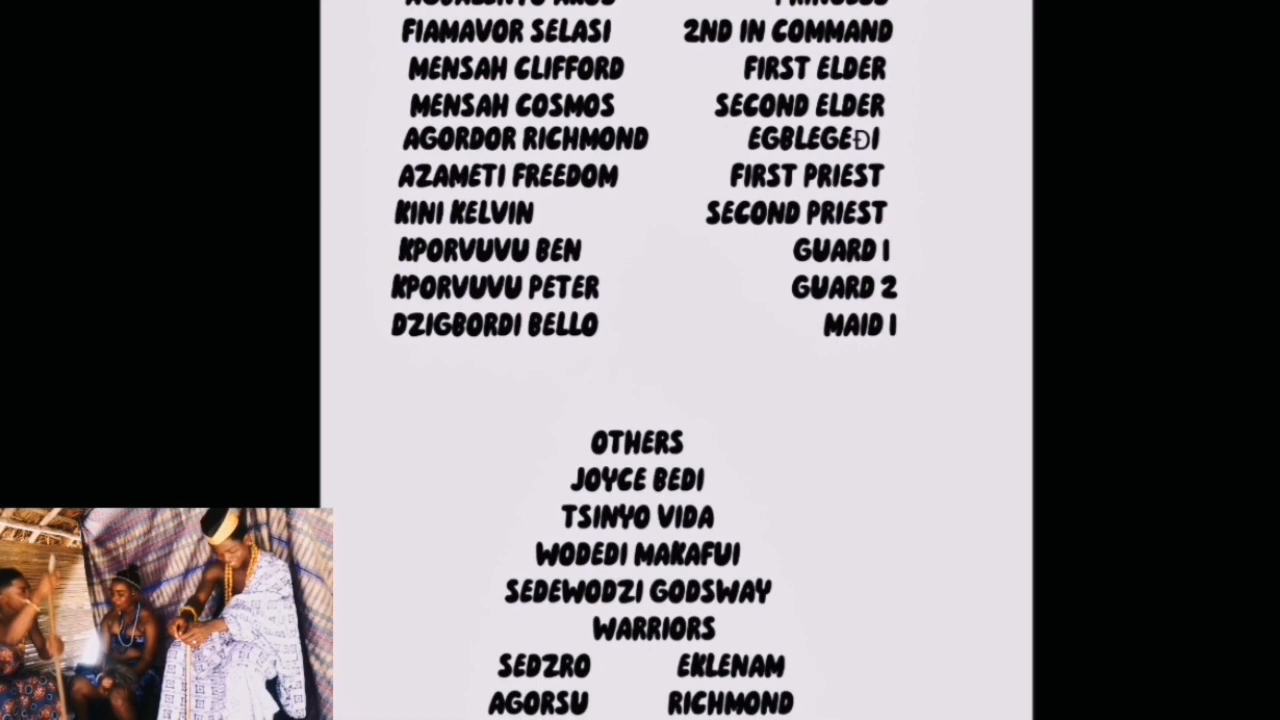 FIAMAVOR SELASI 2ND IN COMMAND
MENSAH CLIFFORD FIRST ELDER
MENSAH COSMOS SECOND ELDER
AGORDOR RICHMOND EGBLEGEĐI
AZAMETI FREEDOM FIRST PRIEST
KINI KELVIN SECOND PRIEST
KPORVUVU BEN GUARD 1
KPORVUVU PETER GUARD 2
DZIGBORDI BELLO MAID 1
OTHERS
JOYCE BEDI
TSINYO VIDA
WODEDI MAKAFUI
SEDEWODZI GODSWAY
WARRIORS
SEDZRO EKLENAM
AGORSU RICHMOND